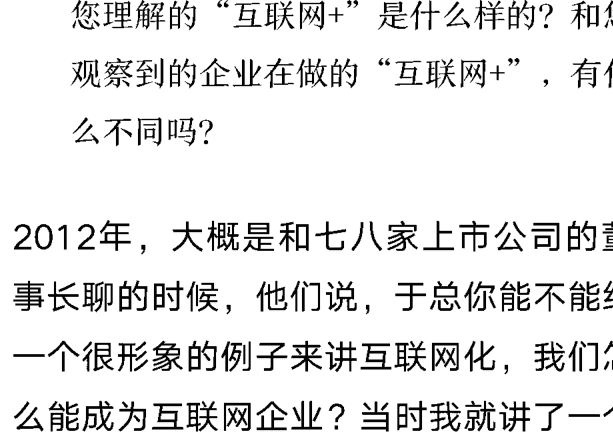 您理解的“互联网+”是什么样的？和
观察到的企业在做的“互联网+”，有
么不同吗？
2012年，大概是和七八家上市公司的
事长聊的时候，他们说，于总你能不能
一个很形象的例子来讲互联网化，我们
么能成为互联网企业？当时我就讲了一